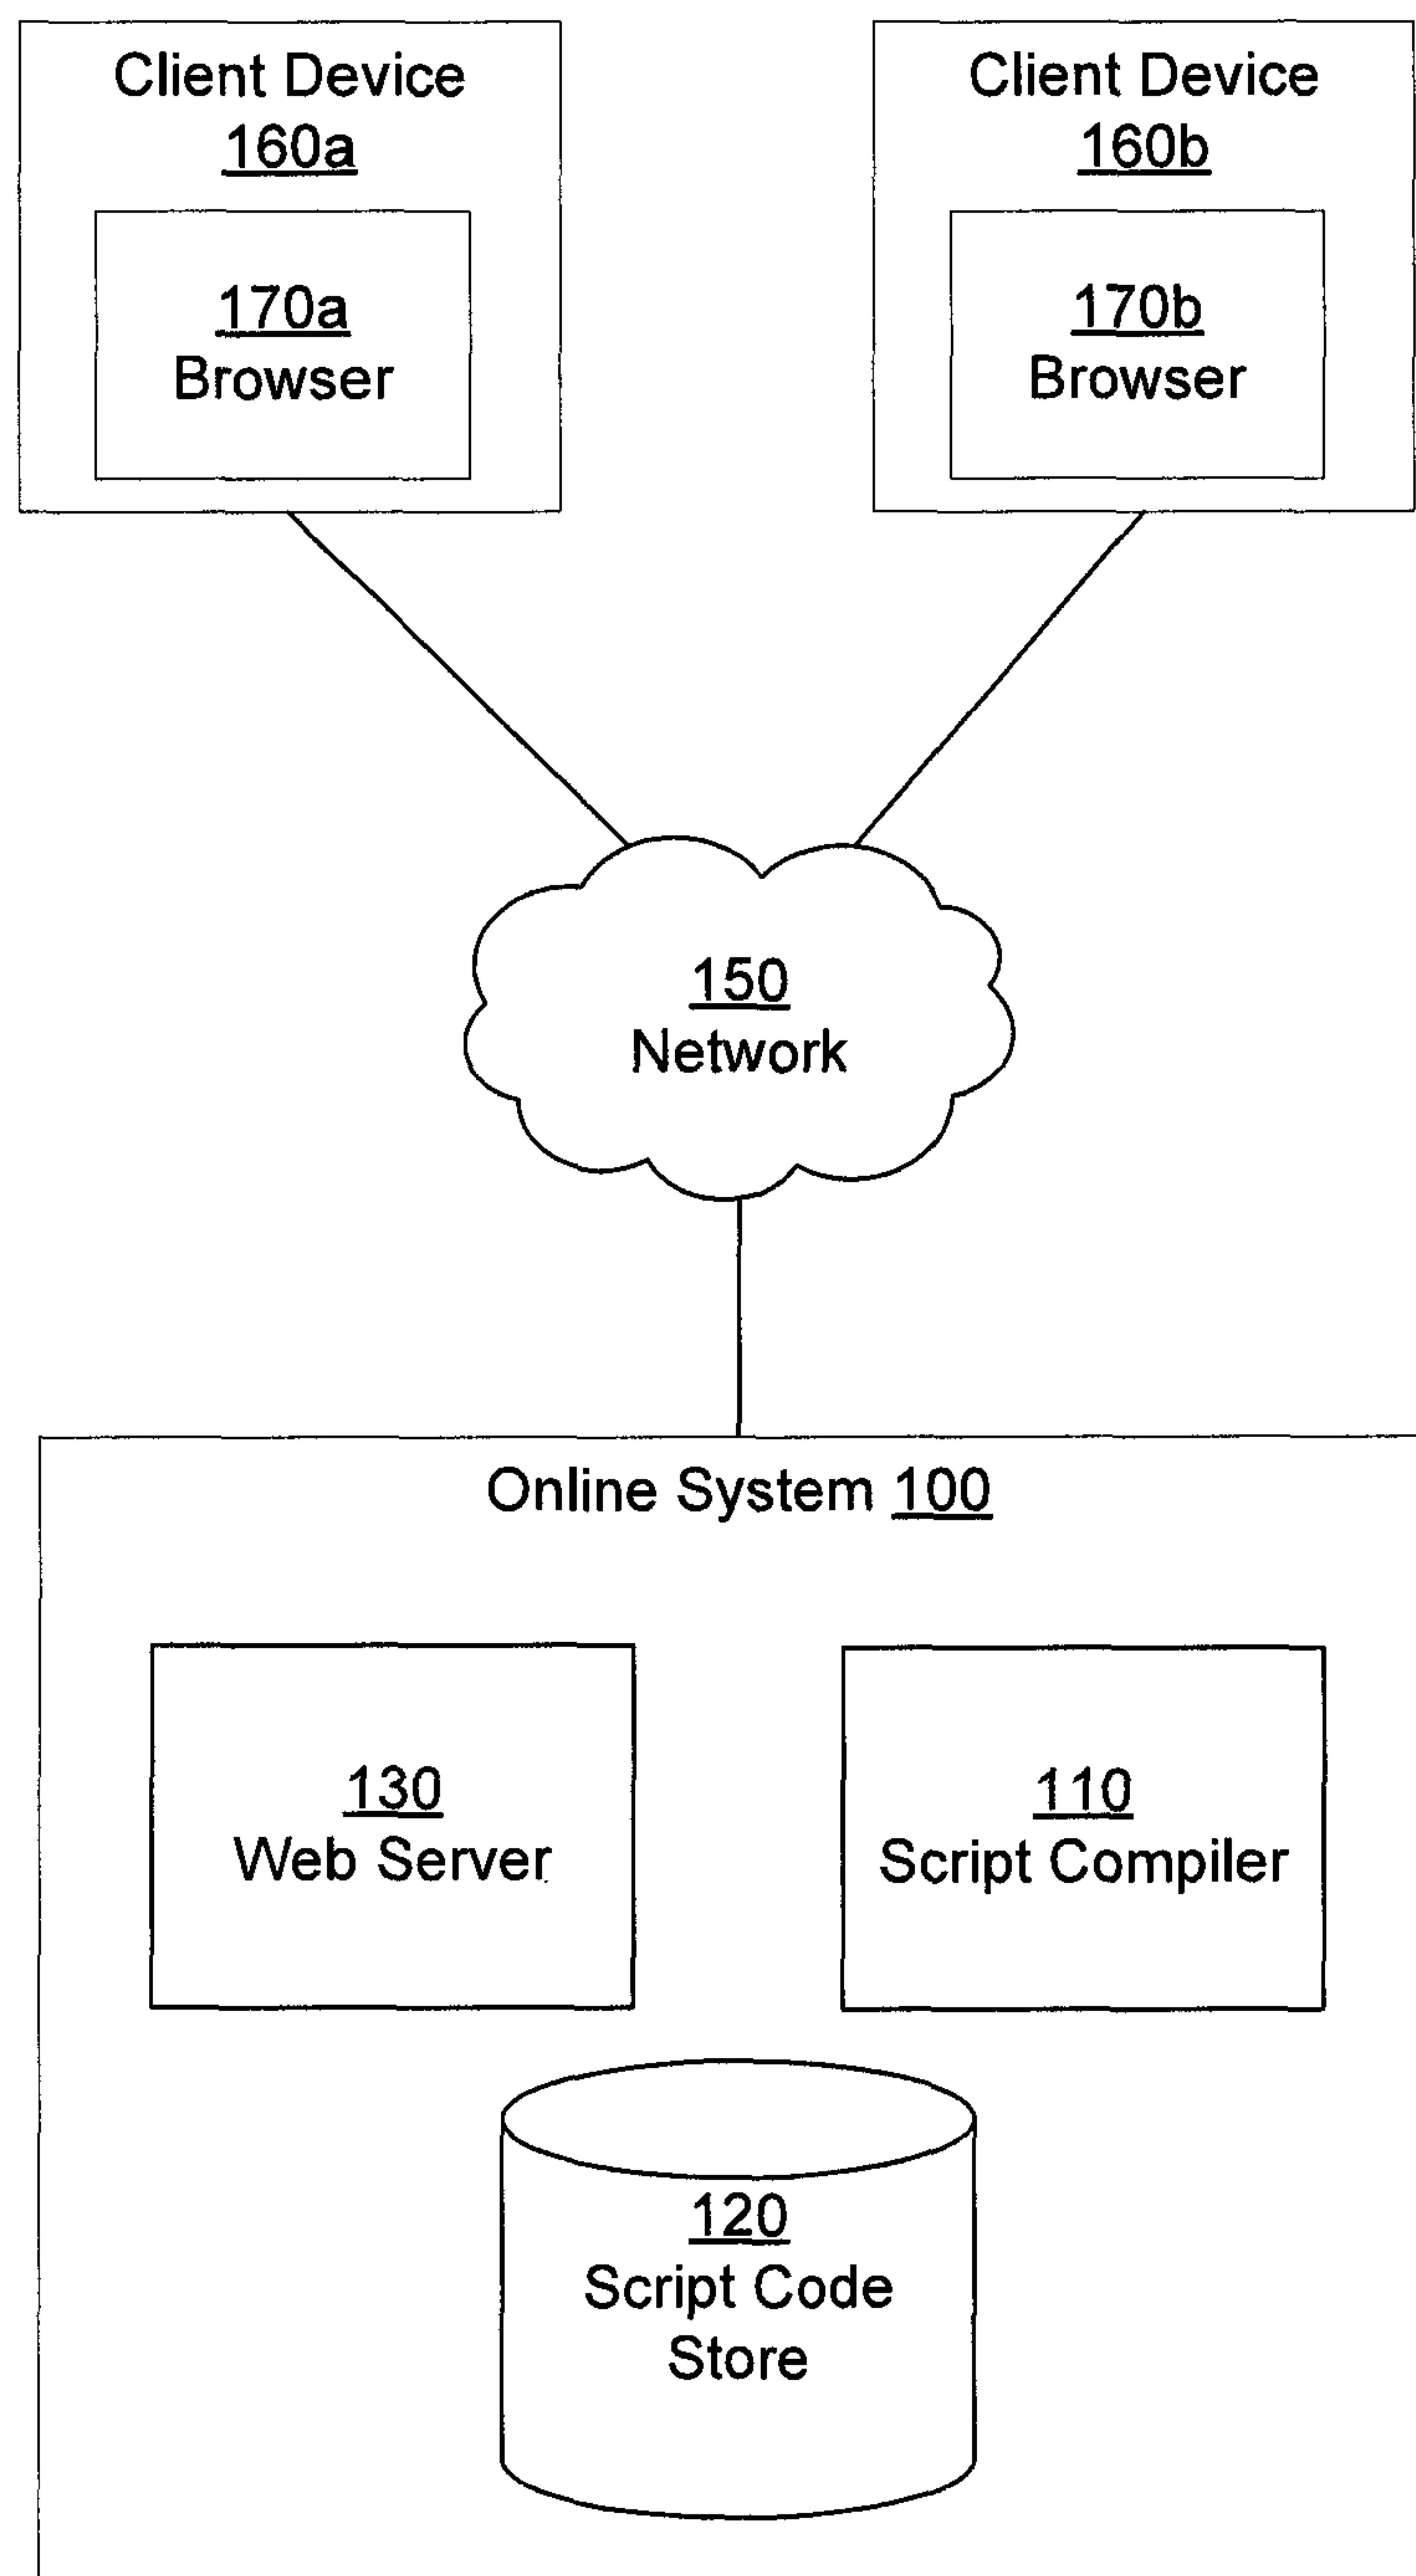 Client Device
160a
170a
Browser
Client Device
160b
170b
Browser
150
Network
Online System 100
130
Web Server
110
Script Compiler
120
Script Code
Store